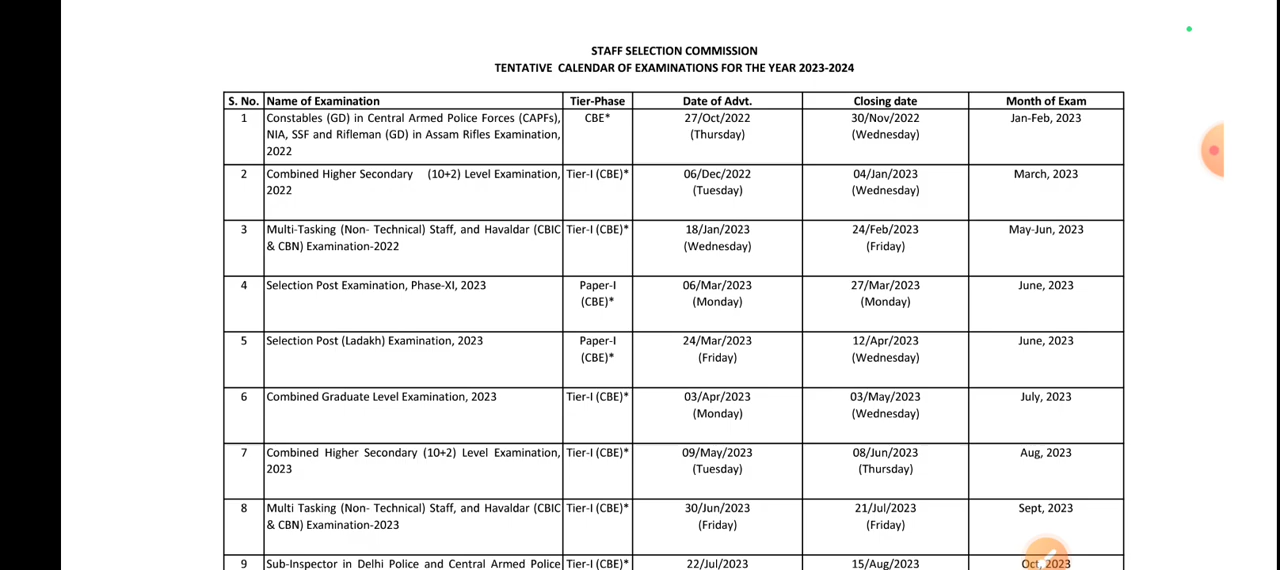 STAFF SELECTION COMMISSION
TENTATIVE CALENDAR OF EXAMINATIONS FOR THE YEAR 2023-2024
S. No. Name of Examination Tier-Phase Date of Advt. Closing date Month of Exam
1 Constables (GD) in Central Armed Police Forces (CAPFs), CBE* 27/Oct/2022 30/Nov/2022 Jan-Feb, 2023
NIA, SSF and Rifleman (GD) in Assam Rifles Examination, (Thursday) (Wednesday)
2022
2 Combined Higher Secondary (10+2) Level Examination, Tier-I (CBE)* 06/Dec/2022 04/Jan/2023 March, 2023
2022 (Tuesday) (Wednesday)
3 Multi-Tasking (Non- Technical) Staff, and Havaldar (CBIC Tier-I (CBE)* 18/Jan/2023 24/Feb/2023 May-Jun, 2023
& CBN) Examination-2022 (Wednesday) (Friday)
4 Selection Post Examination, Phase-XI, 2023 Paper-I 06/Mar/2023 27/Mar/2023 June, 2023
(CBE)* (Monday) (Monday)
5 Selection Post (Ladakh) Examination, 2023 Paper-I 24/Mar/2023 12/Apr/2023 June, 2023
(CBE)* (Friday) (Wednesday)
6 Combined Graduate Level Examination, 2023 Tier-I (CBE)* 03/Apr/2023 03/May/2023 July, 2023
(Monday) (Wednesday)
7 Combined Higher Secondary (10+2) Level Examination, Tier-I (CBE)* 09/May/2023 08/Jun/2023 Aug, 2023
2023 (Tuesday) (Thursday)
8 Multi Tasking (Non- Technical) Staff, and Havaldar (CBIC Tier-I (CBE)* 30/Jun/2023 21/Jul/2023 Sept, 2023
& CBN) Examination-2023 (Friday) (Friday)
9 Sub-Inspector in Delhi Police and Central Armed Police Tier-I (CBE)* 22/Jul/2023 15/Aug/2023 Oct, 2023